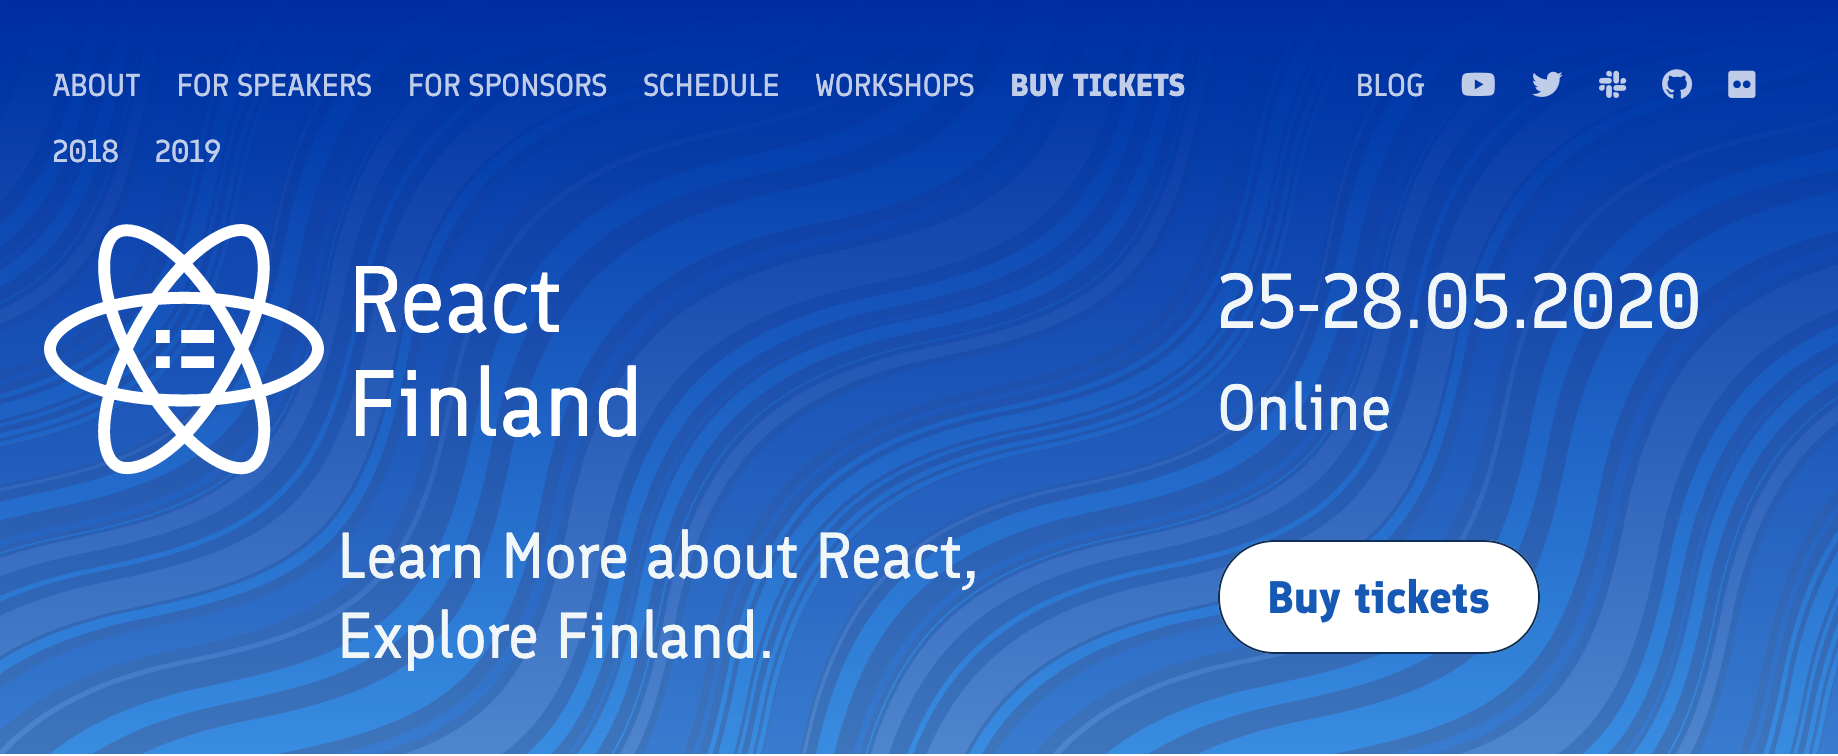 ABOUT FOR SPEAKERS FOR SPONSORS SCHEDULE WORKSHOPS BUY TICKETS BLOG
2018 2019
React
Finland
25-28.05.2020
Online
Learn More about React,
Explore Finland.
Buy tickets